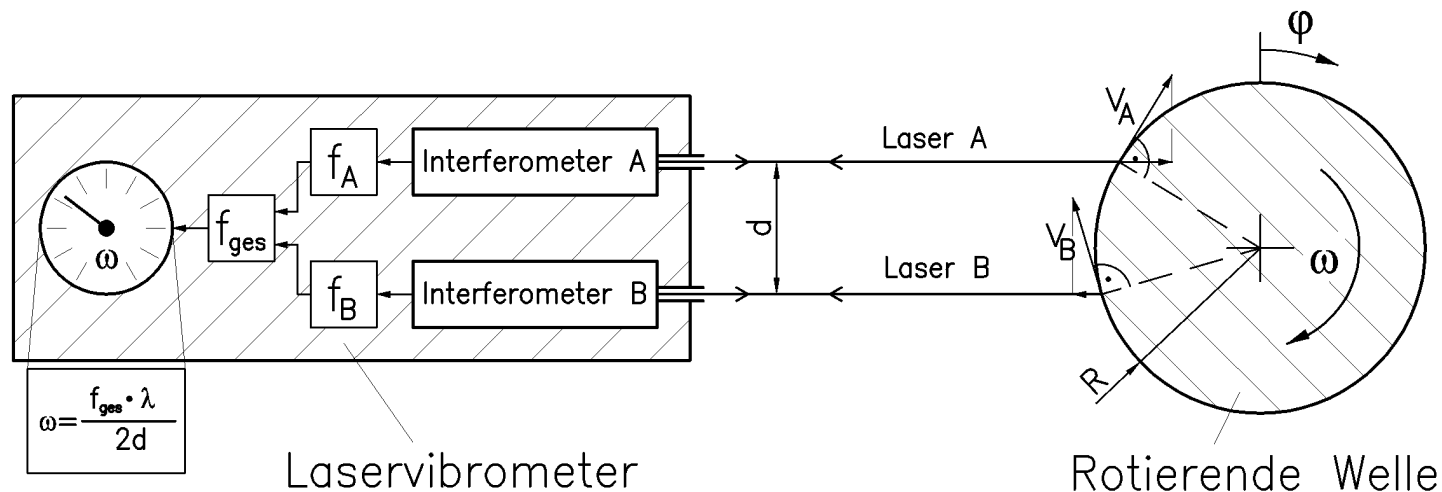 φ
V_A
Laser A
Interferometer A
f_A
f_ges
ω
d
V_B
Laser B
ω
Interferometer B
f_B
R
ω = f_ges · λ / 2d
Laservibrometer
Rotierende Welle